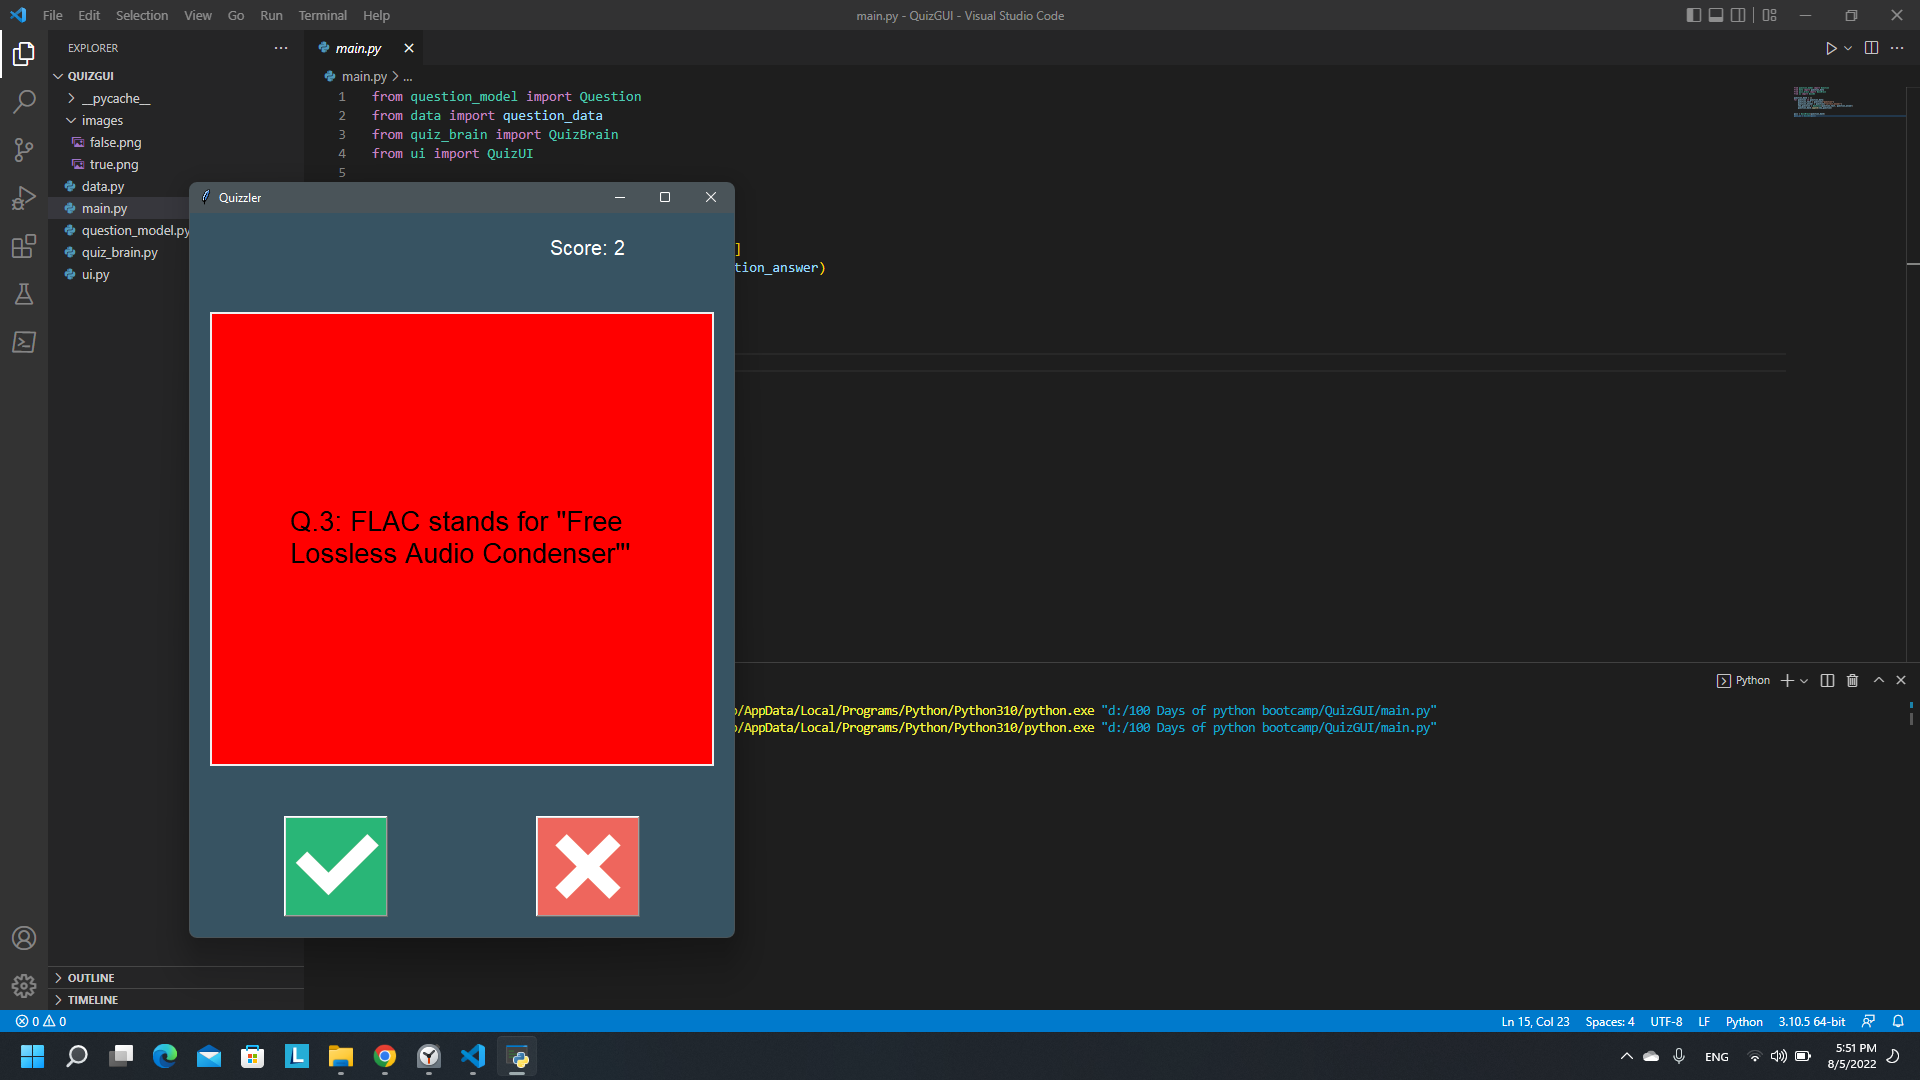 File Edit Selection View Go Run Terminal Help
main.py - QuizGUI - Visual Studio Code
EXPLORER
QUIZGUI
__pycache__
images
false.png
true.png
data.py
main.py
question_model.py
quiz_brain.py
ui.py
OUTLINE
TIMELINE
main.py
main.py > ...
1 from question_model import Question
2 from data import question_data
3 from quiz_brain import QuizBrain
4 from ui import QuizUI
5
]
tion_answer)
Quizzler
Score: 2
Q.3: FLAC stands for "Free
Lossless Audio Condenser"'
Python
/AppData/Local/Programs/Python/Python310/python.exe "d:/100 Days of python bootcamp/QuizGUI/main.py"
/AppData/Local/Programs/Python/Python310/python.exe "d:/100 Days of python bootcamp/QuizGUI/main.py"
0 0
Ln 15, Col 23 Spaces: 4 UTF-8 LF Python 3.10.5 64-bit
L
ENG
5:51 PM
8/5/2022